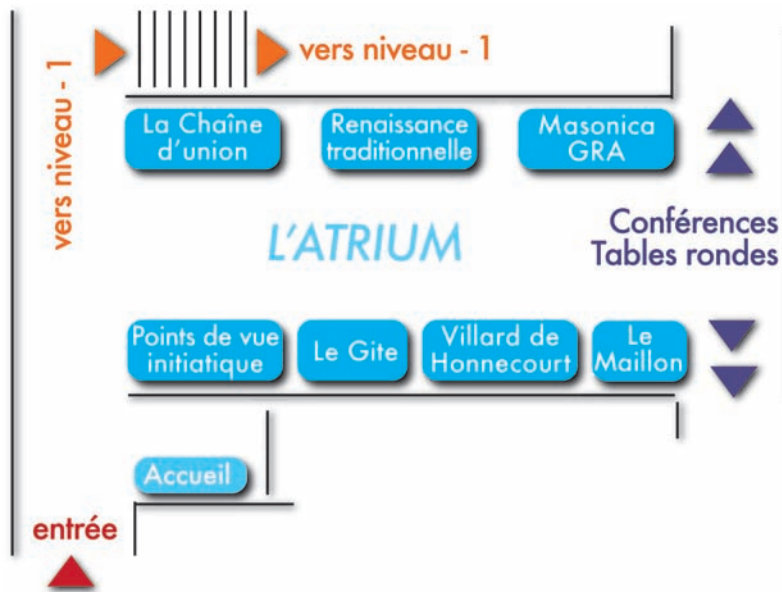 vers niveau - 1
vers niveau - 1
La Chaîne
d'union
Renaissance
traditionnelle
Masonica
GRA
L'ATRIUM
Conférences
Tables rondes
Points de vue
initiatique
Le Gite
Villard de
Honnecourt
Le
Maillon
Accueil
entrée